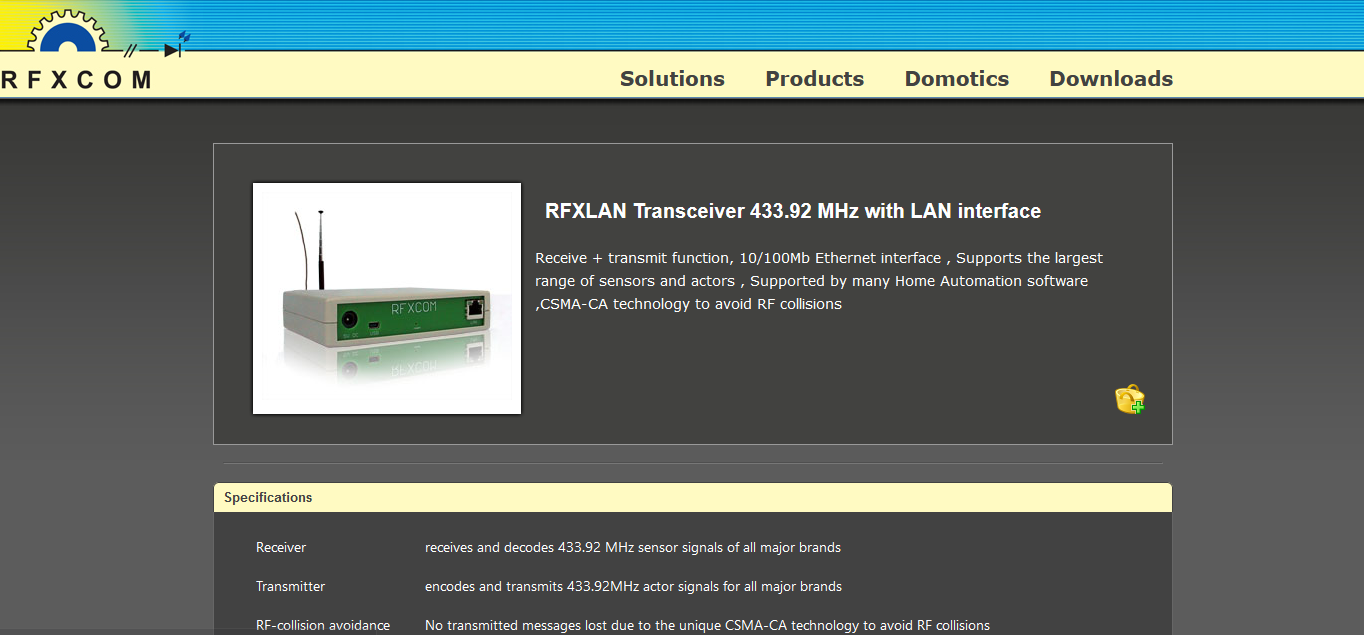 RFXCOM
Solutions
Products
Domotics
Downloads
RFXCOM
RFXLAN Transceiver 433.92 MHz with LAN interface
Receive + transmit function, 10/100Mb Ethernet interface , Supports the largest
range of sensors and actors , Supported by many Home Automation software
,CSMA-CA technology to avoid RF collisions
Specifications
Receiver
receives and decodes 433.92 MHz sensor signals of all major brands
Transmitter
encodes and transmits 433.92MHz actor signals for all major brands
RF-collision avoidance
No transmitted messages lost due to the unique CSMA-CA technology to avoid RF collisions